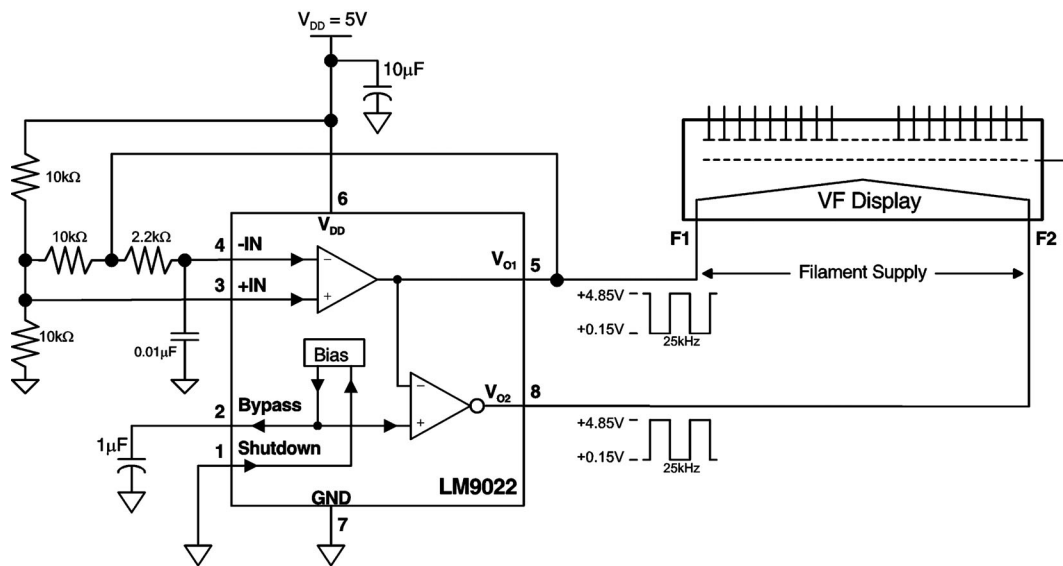 V_DD = 5V
10µF
10kΩ
6
V_DD
VF Display
10kΩ
2.2kΩ
4
-IN
−
V_O1
5
F1
F2
3
+IN
+
Filament Supply
+4.85V
+0.15V
25kHz
10kΩ
0.01µF
Bias
−
V_O2
8
2
Bypass
+
+4.85V
+0.15V
25kHz
1µF
1
Shutdown
LM9022
GND
7